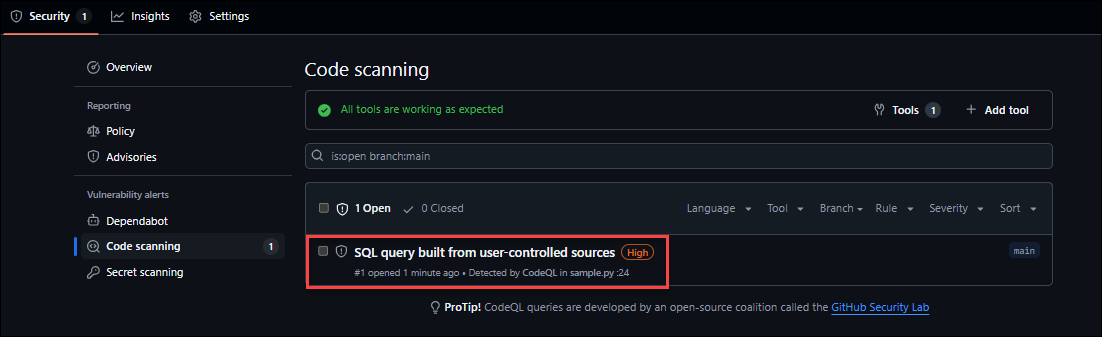 Security 1 Insights Settings
Overview
Reporting
Policy
Advisories
Vulnerability alerts
Dependabot
Code scanning 1
Secret scanning
Code scanning
All tools are working as expected Tools 1 + Add tool
is:open branch:main
1 Open 0 Closed Language Tool Branch Rule Severity Sort
SQL query built from user-controlled sources High main
#1 opened 1 minute ago • Detected by CodeQL in sample.py :24
ProTip! CodeQL queries are developed by an open-source coalition called the GitHub Security Lab